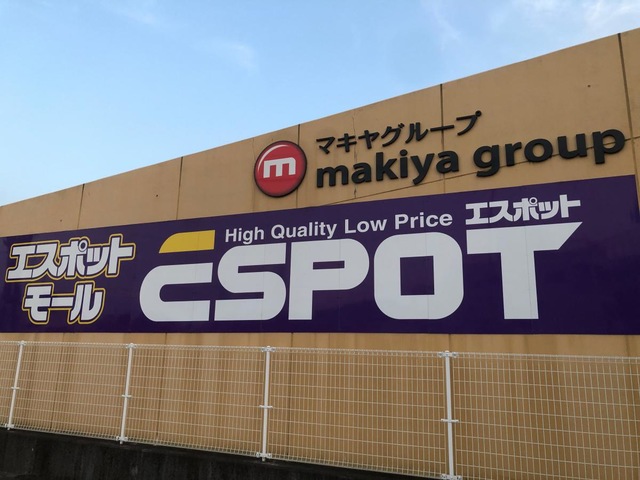 マキヤグループ
m makiya group
High Quality Low Price エスポット
エスポット
モール
ESPOT